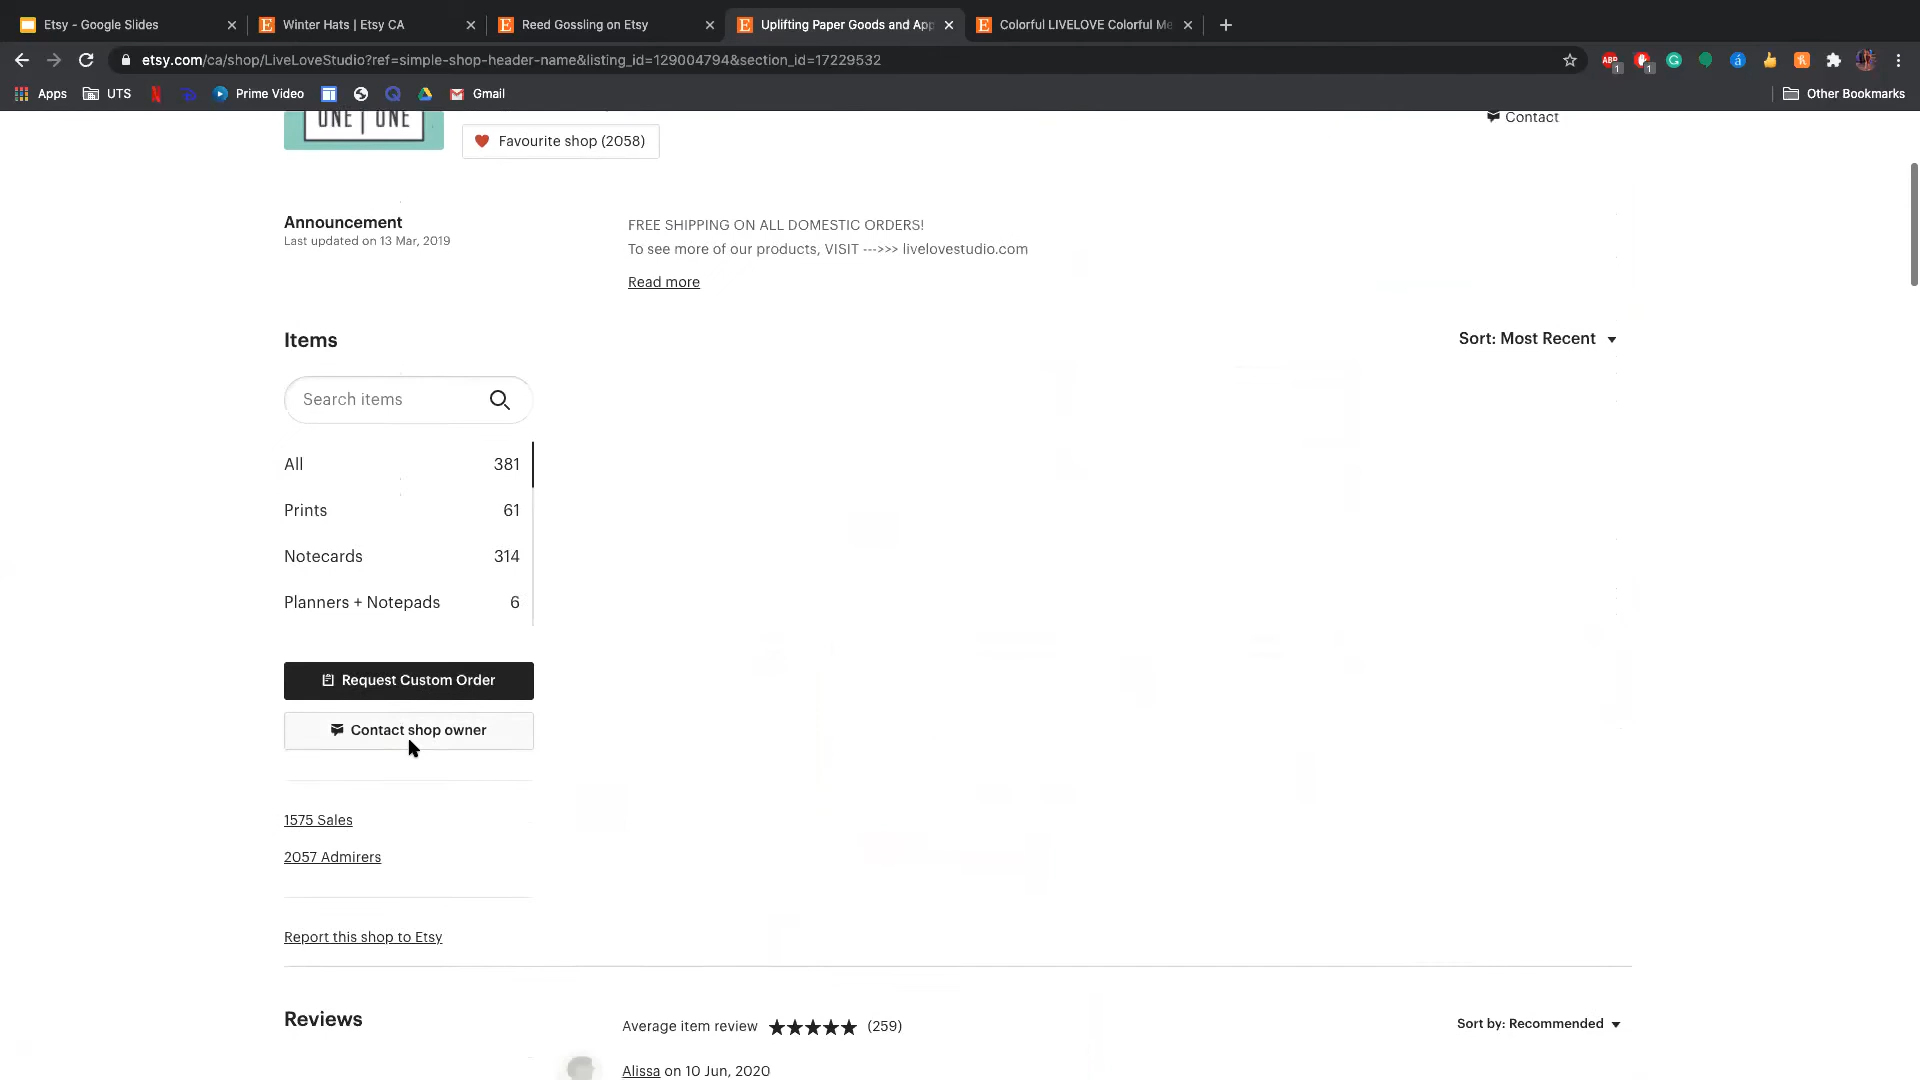 Etsy - Google Slides
Winter Hats | Etsy CA
Reed Gossling on Etsy
Uplifting Paper Goods and App
Colorful LIVELOVE Colorful Me
etsy.com/ca/shop/LiveLoveStudio?ref=simple-shop-header-name&listing_id=129004794&section_id=17229532
ABP
1
1
Apps
UTS
Prime Video
Gmail
Other Bookmarks
ONE | ONE
Favourite shop (2058)
Contact
Announcement
Last updated on 13 Mar, 2019
FREE SHIPPING ON ALL DOMESTIC ORDERS!
To see more of our products, VISIT --->>> livelovestudio.com
Read more
Items
Sort: Most Recent
Search items
All 381
Prints 61
Notecards 314
Planners + Notepads 6
Request Custom Order
Contact shop owner
1575 Sales
2057 Admirers
Report this shop to Etsy
Reviews
Average item review (259)
Sort by: Recommended
Alissa on 10 Jun, 2020